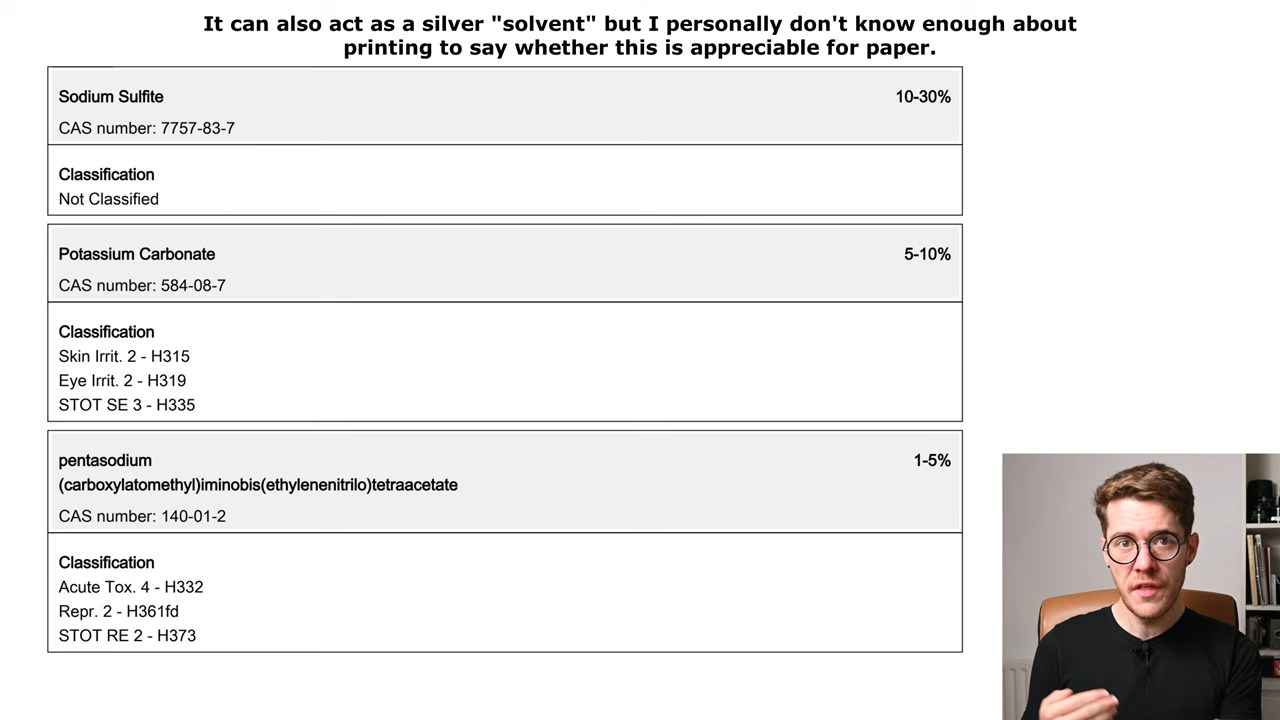 It can also act as a silver "solvent" but I personally don't know enough about
printing to say whether this is appreciable for paper.
Sodium Sulfite 10-30%
CAS number: 7757-83-7
Classification
Not Classified
Potassium Carbonate 5-10%
CAS number: 584-08-7
Classification
Skin Irrit. 2 - H315
Eye Irrit. 2 - H319
STOT SE 3 - H335
pentasodium 1-5%
(carboxylatomethyl)iminobis(ethylenenitrilo)tetraacetate
CAS number: 140-01-2
Classification
Acute Tox. 4 - H332
Repr. 2 - H361fd
STOT RE 2 - H373